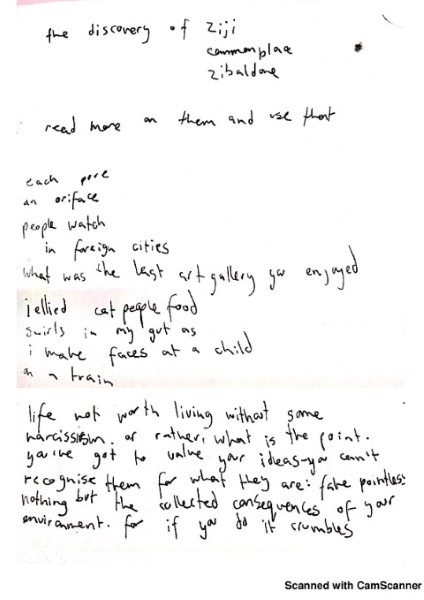 the discovery of ziji
commonplace
zibaldone
read more on them and use that
each pore
an oriface
people watch
in foreign cities
what was the last art gallery you enjoyed
jellied cat people food
swirls in my gut as
i make faces at a child
on a train
life not worth living without some
narcissism. or rather, what is the point.
you've got to value your ideas-you can't
recognise them for what they are: fake pointless
nothing but the collected consequences of your
environment. for if you do it crumbles
Scanned with CamScanner